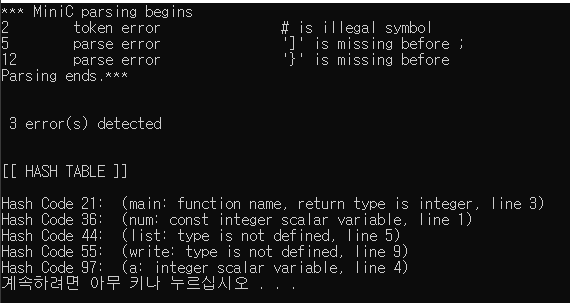 *** MiniC parsing begins
2 token error # is illegal symbol
5 parse error ']' is missing before ;
12 parse error '}' is missing before
Parsing ends.***
3 error(s) detected
[[ HASH TABLE ]]
Hash Code 21: (main: function name, return type is integer, line 3)
Hash Code 36: (num: const integer scalar variable, line 1)
Hash Code 44: (list: type is not defined, line 5)
Hash Code 55: (write: type is not defined, line 9)
Hash Code 97: (a: integer scalar variable, line 4)
계속하려면 아무 키나 누르십시오 . . .